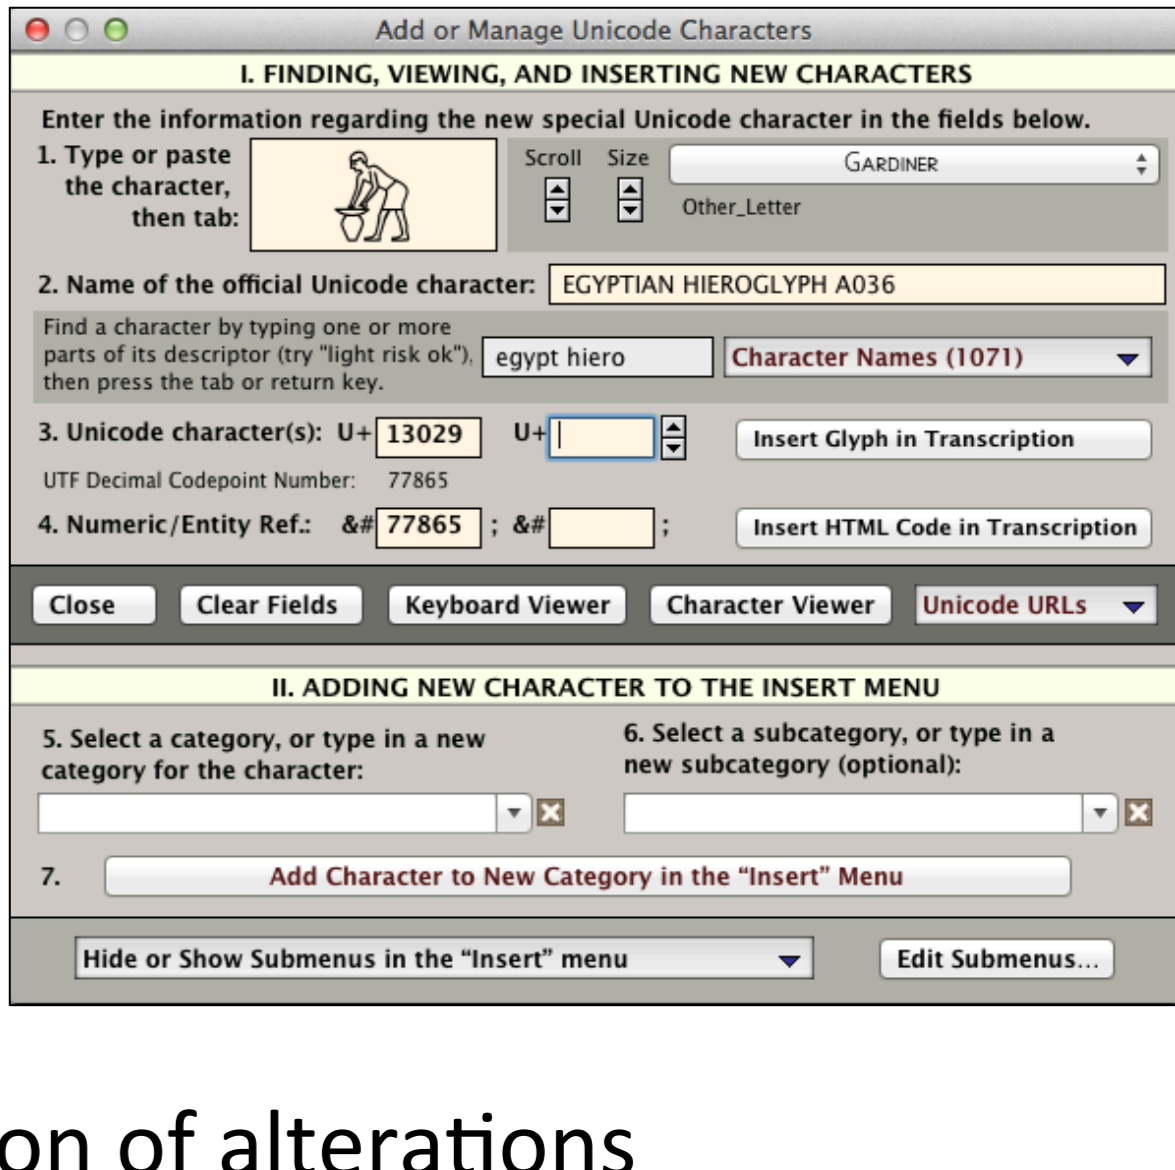 Add or Manage Unicode Characters
I. FINDING, VIEWING, AND INSERTING NEW CHARACTERS
Enter the information regarding the new special Unicode character in the fields below.
1. Type or paste
the character,
then tab:
Scroll Size GARDINER
Other_Letter
2. Name of the official Unicode character: EGYPTIAN HIEROGLYPH A036
Find a character by typing one or more
parts of its descriptor (try "light risk ok"),
then press the tab or return key.
egypt hiero Character Names (1071)
3. Unicode character(s): U+ 13029 U+ Insert Glyph in Transcription
UTF Decimal Codepoint Number: 77865
4. Numeric/Entity Ref.: &# 77865 ; &# ; Insert HTML Code in Transcription
Close Clear Fields Keyboard Viewer Character Viewer Unicode URLs
II. ADDING NEW CHARACTER TO THE INSERT MENU
5. Select a category, or type in a new
category for the character:
6. Select a subcategory, or type in a
new subcategory (optional):
7. Add Character to New Category in the “Insert” Menu
Hide or Show Submenus in the “Insert” menu Edit Submenus...
on of alterations